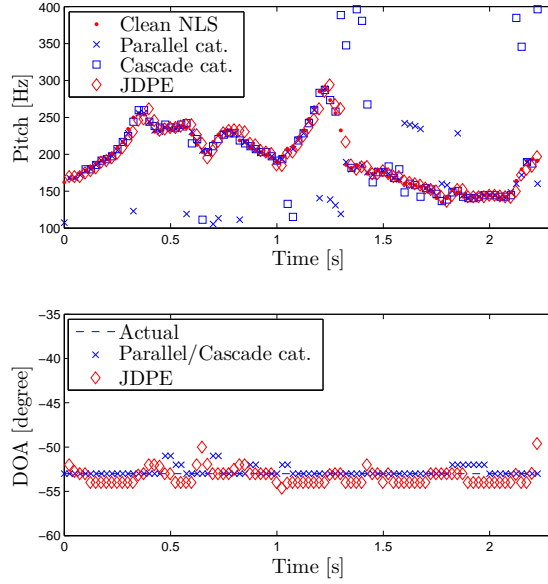 400
350
300
250
200
150
100
Pitch [Hz]
Clean NLS
Parallel cat.
Cascade cat.
JDPE
0
0.5
1
1.5
2
Time [s]
−35
−40
−45
−50
−55
−60
DOA [degree]
Actual
Parallel/Cascade cat.
JDPE
0
0.5
1
1.5
2
Time [s]